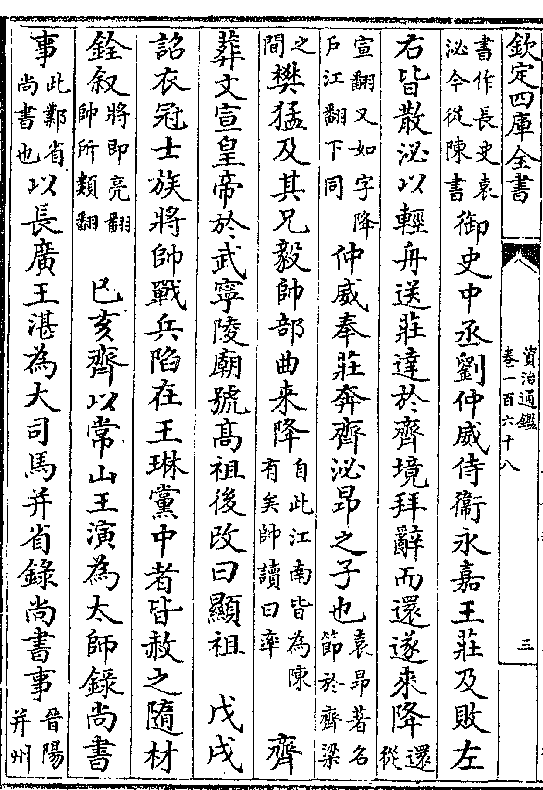 欽定四庫全書
資治通鑑
卷一百六十八
三
書作長史袁泌今從陳書御史中丞劉仲威侍衞永嘉王莊及敗左
右皆散泌以輕舟送莊達於齊境拜辭而還遂來降還從
宣翻又如字降戶江翻下同仲威奉莊奔齊泌昂之子也袁昂著名節於齊梁
之間樊猛及其兄毅帥部曲來降自此江南皆為陳有矣帥讀曰率齊
葬文宣皇帝於武寧陵廟號髙祖後改曰顯祖 戊戌
詔衣冠士族將帥戰兵陷在王琳黨中者皆赦之隨材
銓叙將即亮翻帥所類翻 己亥齊以常山王演為太師錄尚書
事此鄴省尚書也以長廣王湛為大司馬并省錄尚書事晉陽并州